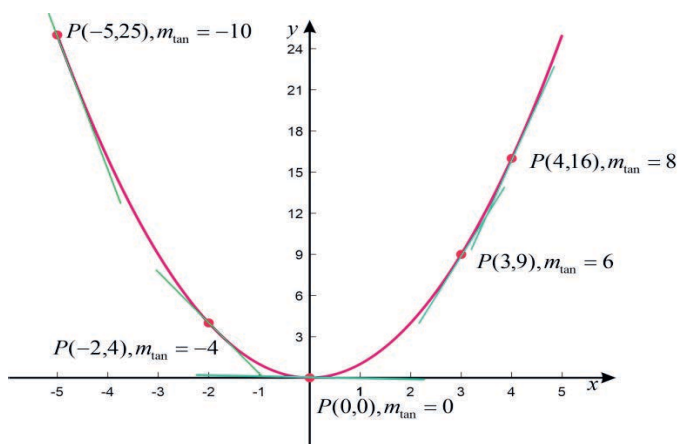 P(−5,25), m_tan = −10
y
24
21
18
P(4,16), m_tan = 8
15
12
9
P(3,9), m_tan = 6
6
P(−2,4), m_tan = −4
3
-5 -4 -3 -2 -1 0 1 2 3 4 5
x
P(0,0), m_tan = 0